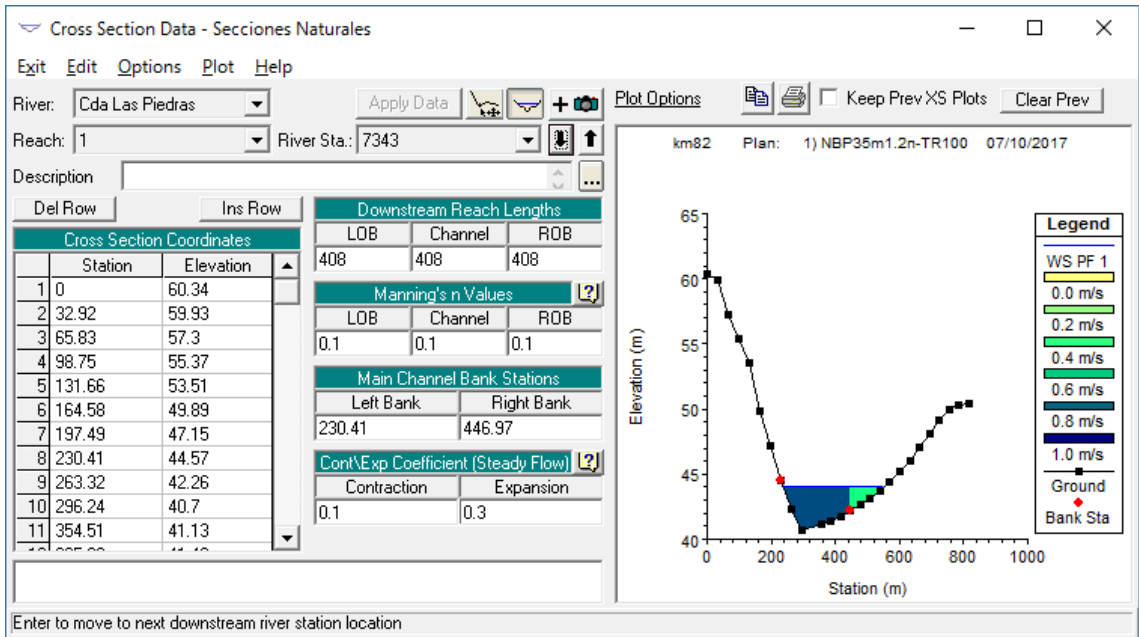 Cross Section Data - Secciones Naturales
Exit Edit Options Plot Help
River: Cda Las Piedras Apply Data
Reach: 1 River Sta.: 7343
Description ...
Del Row Ins Row
Cross Section Coordinates
Station Elevation
1 0 60.34
2 32.92 59.93
3 65.83 57.3
4 98.75 55.37
5 131.66 53.51
6 164.58 49.89
7 197.49 47.15
8 230.41 44.57
9 263.32 42.26
10 296.24 40.7
11 354.51 41.13
Downstream Reach Lengths
LOB Channel ROB
408 408 408
Manning's n Values
LOB Channel ROB
0.1 0.1 0.1
Main Channel Bank Stations
Left Bank Right Bank
230.41 446.97
Cont\Exp Coefficient (Steady Flow)
Contraction Expansion
0.1 0.3
Plot Options Keep Prev XS Plots Clear Prev
km82 Plan: 1) NBP35m1.2n-TR100 07/10/2017
65
60
55
50
45
40
Elevation (m)
0 200 400 600 800 1000
Station (m)
Legend
WS PF 1
0.0 m/s
0.2 m/s
0.4 m/s
0.6 m/s
0.8 m/s
1.0 m/s
Ground
Bank Sta
Enter to move to next downstream river station location